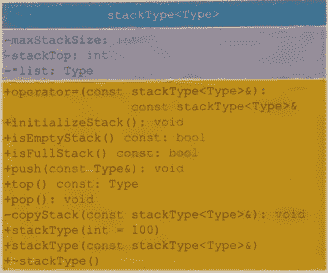 stackType<Type>
-maxStackSize:
-stackTop: int
-*list: Type
+operator=(const stackType<Type>&):
const stackType<Type>&
+initializeStack(): void
+isEmptyStack() const: bool
+isFullStack() const: bool
+push(const Type&): void
+top() const: Type
+pop(): void
-copyStack(const stackType<Type>&): void
+stackType(int = 100)
+stackType(const stackType<Type>&)
+~stackType()